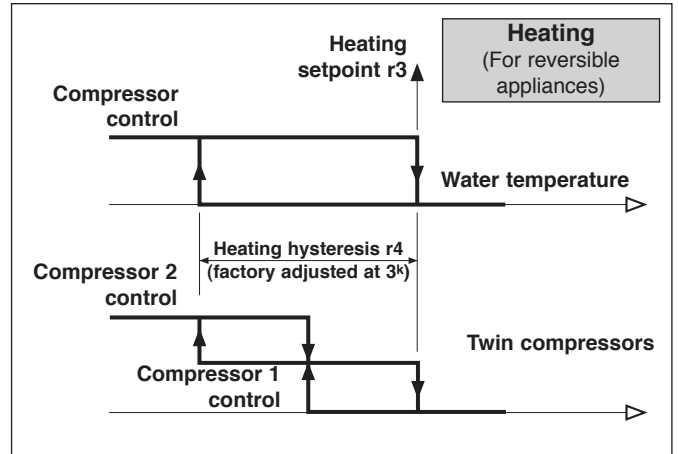 Heating
setpoint r3
Heating
(For reversible
appliances)
Compressor
control
Water temperature
Heating hysteresis r4
(factory adjusted at 3ᵏ)
Compressor 2
control
Twin compressors
Compressor 1
control